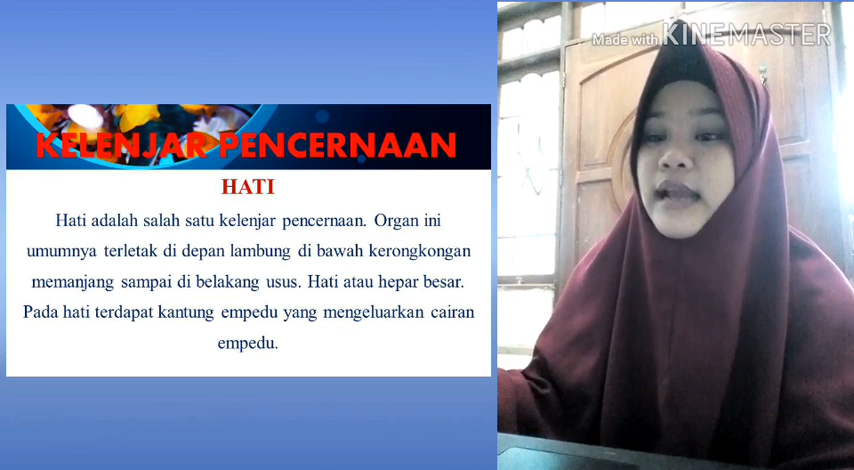 Made with KINEMASTER
KELENJAR PENCERNAAN
HATI
Hati adalah salah satu kelenjar pencernaan. Organ ini
umumnya terletak di depan lambung di bawah kerongkongan
memanjang sampai di belakang usus. Hati atau hepar besar.
Pada hati terdapat kantung empedu yang mengeluarkan cairan
empedu.